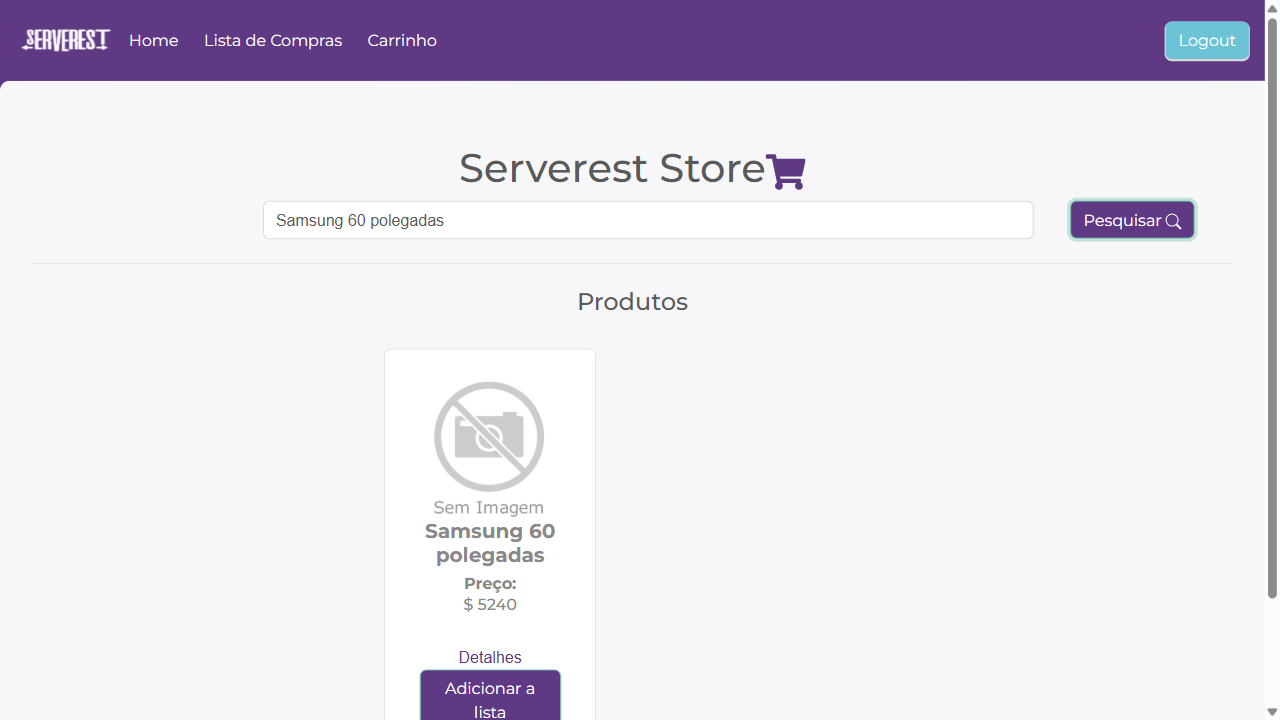 SERVEREST
Home
Lista de Compras
Carrinho
Logout
Serverest Store
Samsung 60 polegadas
Pesquisar
Produtos
Sem Imagem
Samsung 60
polegadas
Preço:
$ 5240
Detalhes
Adicionar a
lista